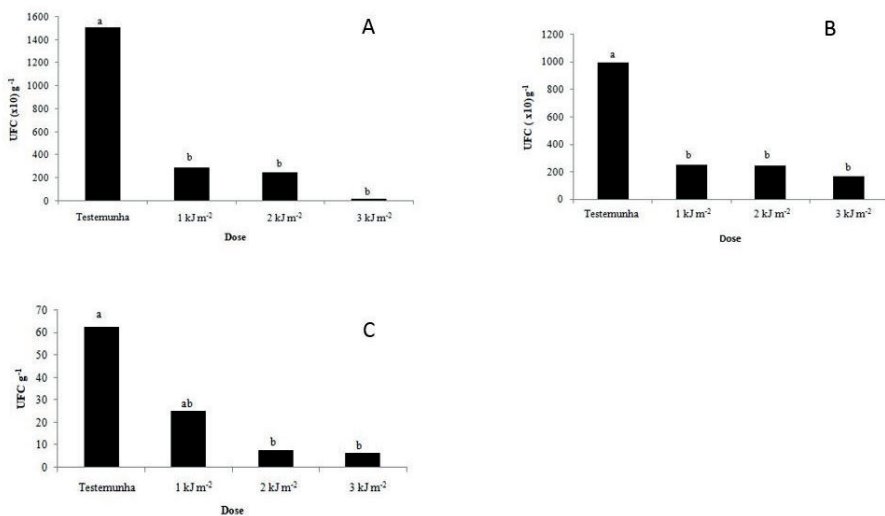 A
UFC (x10) g⁻¹
1600
1400
1200
1000
800
600
400
200
0
a
b
b
b
Testemunha 1 kJ m⁻² 2 kJ m⁻² 3 kJ m⁻²
Dose
B
UFC ( x10) g⁻¹
1200
1000
800
600
400
200
0
a
b
b
b
Testemunha 1 kJ m⁻² 2 kJ m⁻² 3 kJ m⁻²
Dose
C
UFC g⁻¹
70
60
50
40
30
20
10
0
a
ab
b
b
Testemunha 1 kJ m⁻² 2 kJ m⁻² 3 kJ m⁻²
Dose